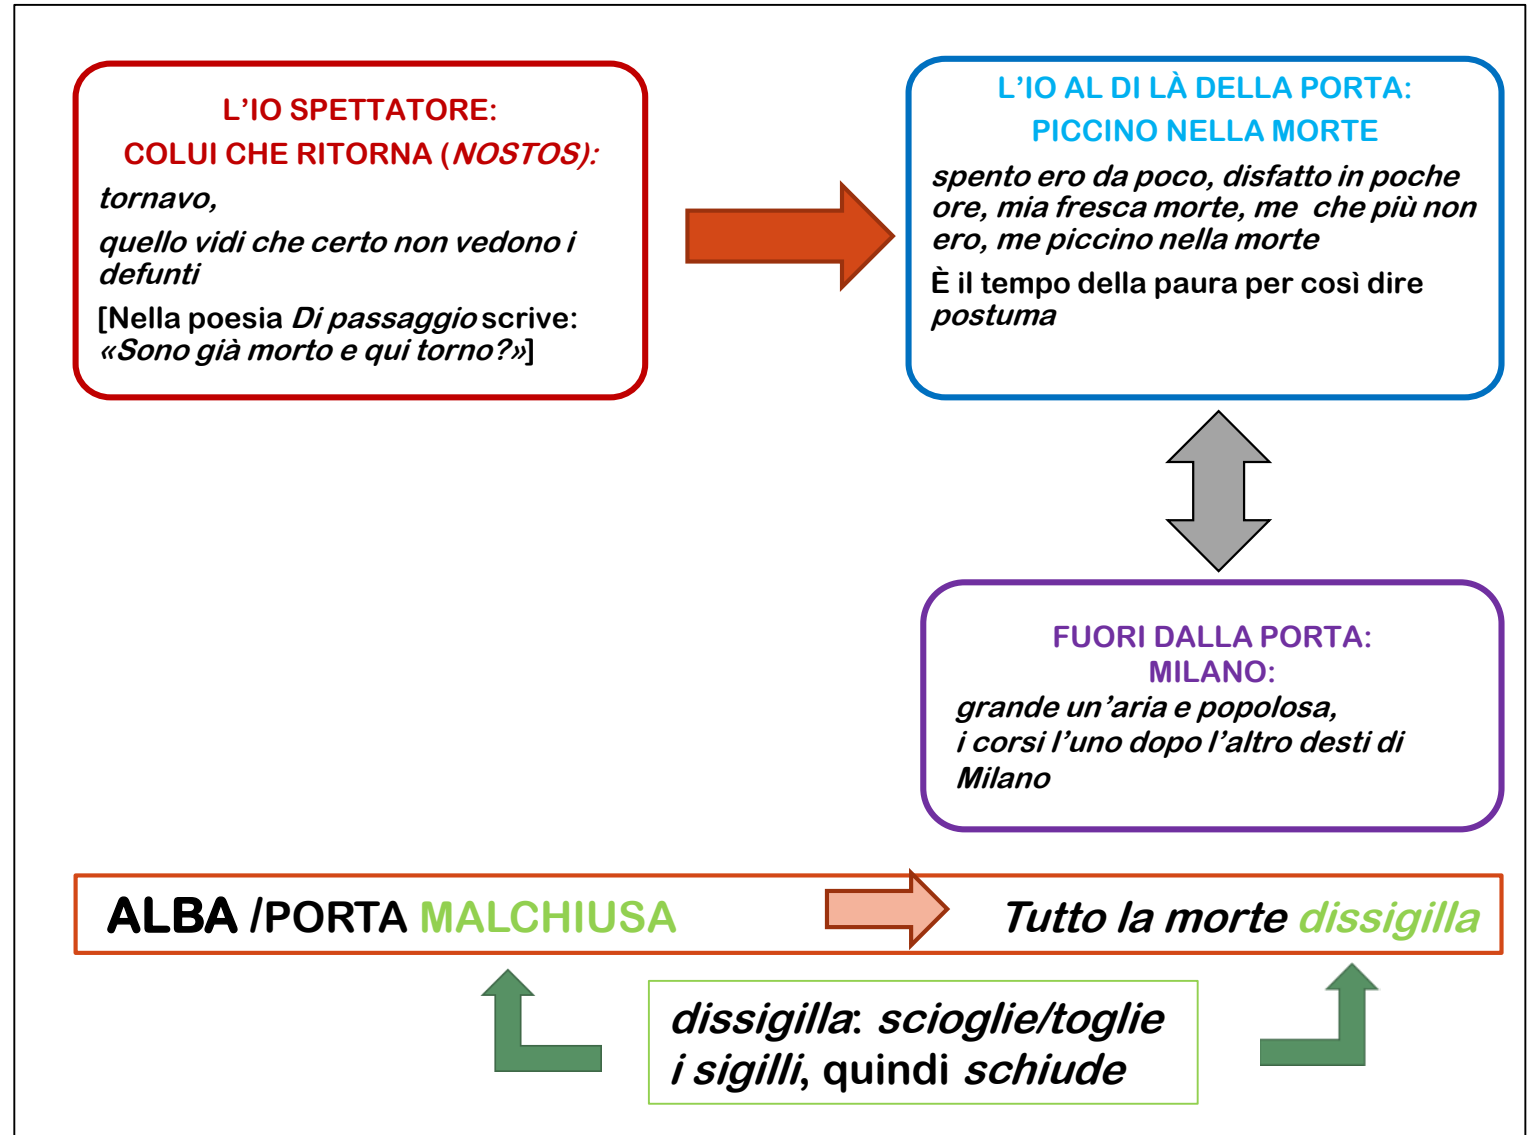 L'IO SPETTATORE:
COLUI CHE RITORNA (NOSTOS):
tornavo,
quello vidi che certo non vedono i
defunti
[Nella poesia Di passaggio scrive:
«Sono già morto e qui torno?»]
L'IO AL DI LÀ DELLA PORTA:
PICCINO NELLA MORTE
spento ero da poco, disfatto in poche
ore, mia fresca morte, me che più non
ero, me piccino nella morte
È il tempo della paura per così dire
postuma
FUORI DALLA PORTA:
MILANO:
grande un'aria e popolosa,
i corsi l'uno dopo l'altro desti di
Milano
ALBA /PORTA MALCHIUSA
Tutto la morte dissigilla
dissigilla: scioglie/toglie
i sigilli, quindi schiude